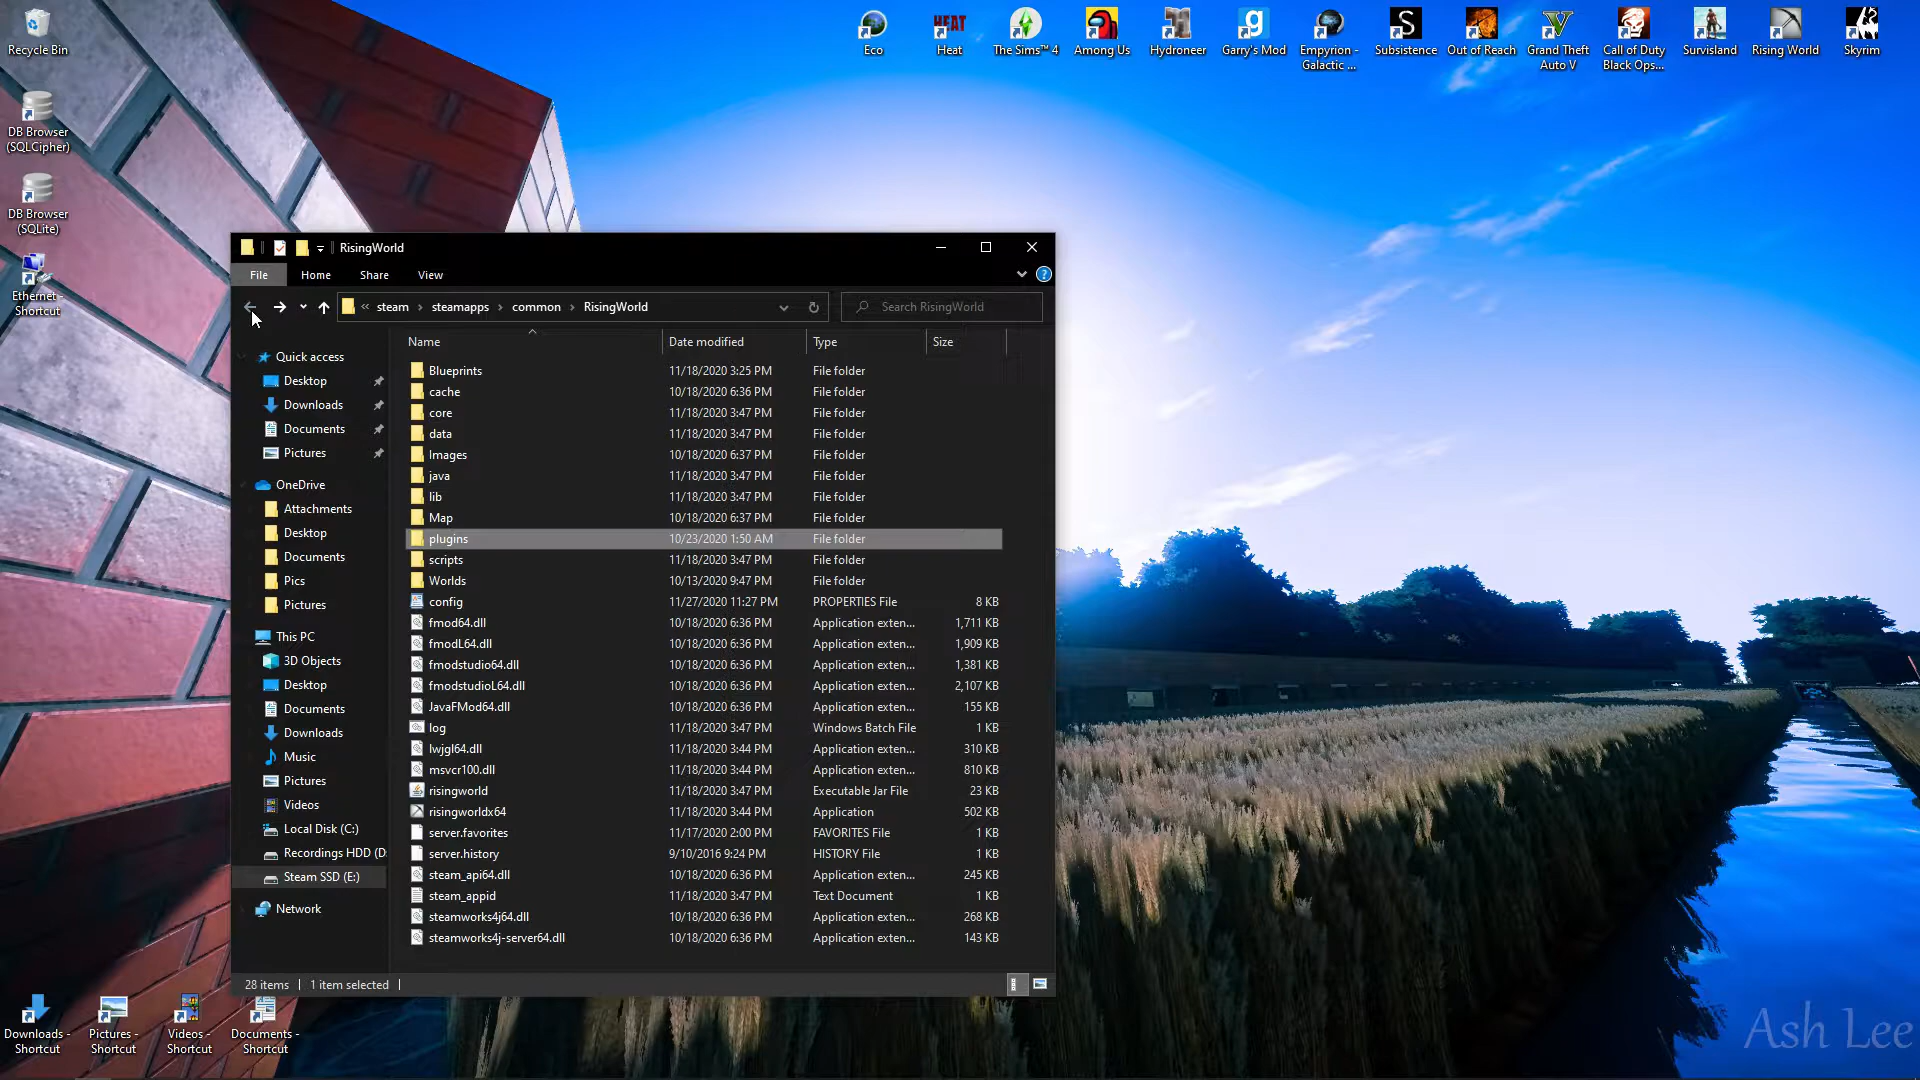 Recycle Bin
DB Browser
(SQLCipher)
DB Browser
(SQLite)
Ethernet -
Shortcut
Eco
Heat
HEAT
The Sims™ 4
Among Us
Hydroneer
Garry's Mod
Empyrion -
Galactic ...
Subsistence
Out of Reach
Grand Theft
Auto V
Call of Duty
Black Ops...
Survisland
Rising World
Skyrim
RisingWorld
File Home Share View
« steam › steamapps › common › RisingWorld
Search RisingWorld
Quick access
Desktop
Downloads
Documents
Pictures
OneDrive
Attachments
Desktop
Documents
Pics
Pictures
This PC
3D Objects
Desktop
Documents
Downloads
Music
Pictures
Videos
Local Disk (C:)
Recordings HDD (D:
Steam SSD (E:)
Network
Name Date modified Type Size
Blueprints 11/18/2020 3:25 PM File folder
cache 10/18/2020 6:36 PM File folder
core 11/18/2020 3:47 PM File folder
data 11/18/2020 3:47 PM File folder
Images 10/18/2020 6:37 PM File folder
java 11/18/2020 3:47 PM File folder
lib 11/18/2020 3:47 PM File folder
Map 10/18/2020 6:37 PM File folder
plugins 10/23/2020 1:50 AM File folder
scripts 11/18/2020 3:47 PM File folder
Worlds 10/13/2020 9:47 PM File folder
config 11/27/2020 11:27 PM PROPERTIES File 8 KB
fmod64.dll 10/18/2020 6:36 PM Application exten... 1,711 KB
fmodL64.dll 10/18/2020 6:36 PM Application exten... 1,909 KB
fmodstudio64.dll 10/18/2020 6:36 PM Application exten... 1,381 KB
fmodstudioL64.dll 10/18/2020 6:36 PM Application exten... 2,107 KB
JavaFMod64.dll 10/18/2020 6:36 PM Application exten... 155 KB
log 11/18/2020 3:47 PM Windows Batch File 1 KB
lwjgl64.dll 11/18/2020 3:44 PM Application exten... 310 KB
msvcr100.dll 11/18/2020 3:44 PM Application exten... 810 KB
risingworld 11/18/2020 3:47 PM Executable Jar File 23 KB
risingworldx64 11/18/2020 3:44 PM Application 502 KB
server.favorites 11/17/2020 2:00 PM FAVORITES File 1 KB
server.history 9/10/2016 9:24 PM HISTORY File 1 KB
steam_api64.dll 10/18/2020 6:36 PM Application exten... 245 KB
steam_appid 11/18/2020 3:47 PM Text Document 1 KB
steamworks4j64.dll 10/18/2020 6:36 PM Application exten... 268 KB
steamworks4j-server64.dll 10/18/2020 6:36 PM Application exten... 143 KB
28 items 1 item selected
Downloads -
Shortcut
Pictures -
Shortcut
Videos -
Shortcut
Documents -
Shortcut
Ash Lee